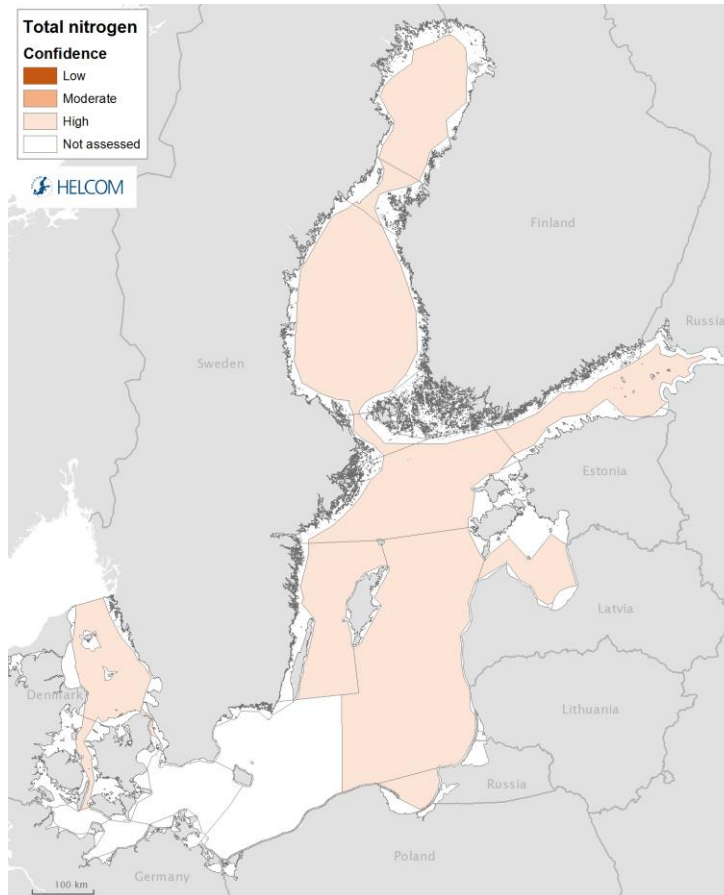 Total nitrogen
Confidence
Low
Moderate
High
Not assessed
HELCOM
Finland
Russia
Sweden
Estonia
Latvia
Denmark
Lithuania
Russia
Poland
Germany
100 km